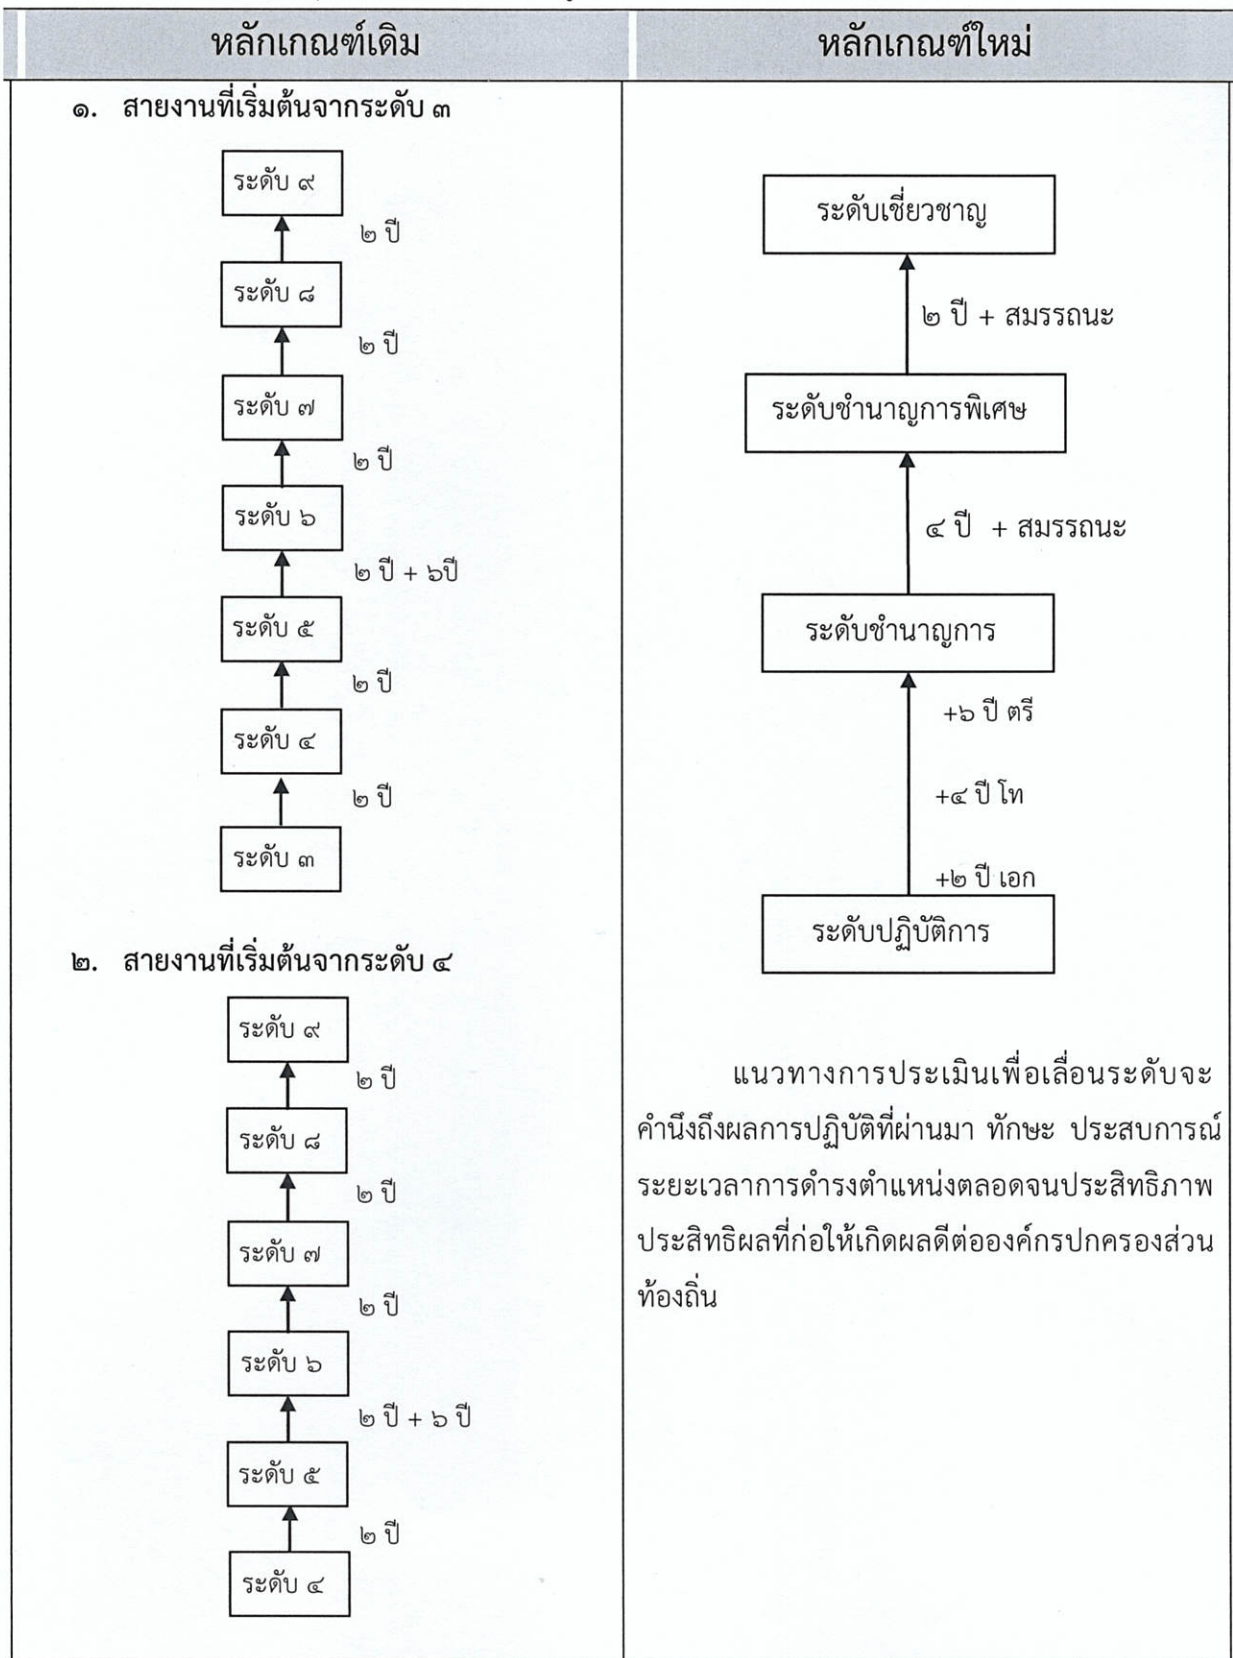 หลักเกณฑ์เดิม
หลักเกณฑ์ใหม่
๑. สายงานที่เริ่มต้นจากระดับ ๓
ระดับ ๙
๒ ปี
ระดับ ๘
๒ ปี
ระดับ ๗
๒ ปี
ระดับ ๖
๒ ปี + ๖ปี
ระดับ ๕
๒ ปี
ระดับ ๔
๒ ปี
ระดับ ๓
๒. สายงานที่เริ่มต้นจากระดับ ๔
ระดับ ๙
๒ ปี
ระดับ ๘
๒ ปี
ระดับ ๗
๒ ปี
ระดับ ๖
๒ ปี + ๖ ปี
ระดับ ๕
๒ ปี
ระดับ ๔
ระดับเชี่ยวชาญ
๒ ปี + สมรรถนะ
ระดับชำนาญการพิเศษ
๔ ปี + สมรรถนะ
ระดับชำนาญการ
+๖ ปี ตรี
+๔ ปี โท
+๒ ปี เอก
ระดับปฏิบัติการ
แนวทางการประเมินเพื่อเลื่อนระดับจะ
คำนึงถึงผลการปฏิบัติที่ผ่านมา ทักษะ ประสบการณ์
ระยะเวลาการดำรงตำแหน่งตลอดจนประสิทธิภาพ
ประสิทธิผลที่ก่อให้เกิดผลดีต่อองค์กรปกครองส่วน
ท้องถิ่น